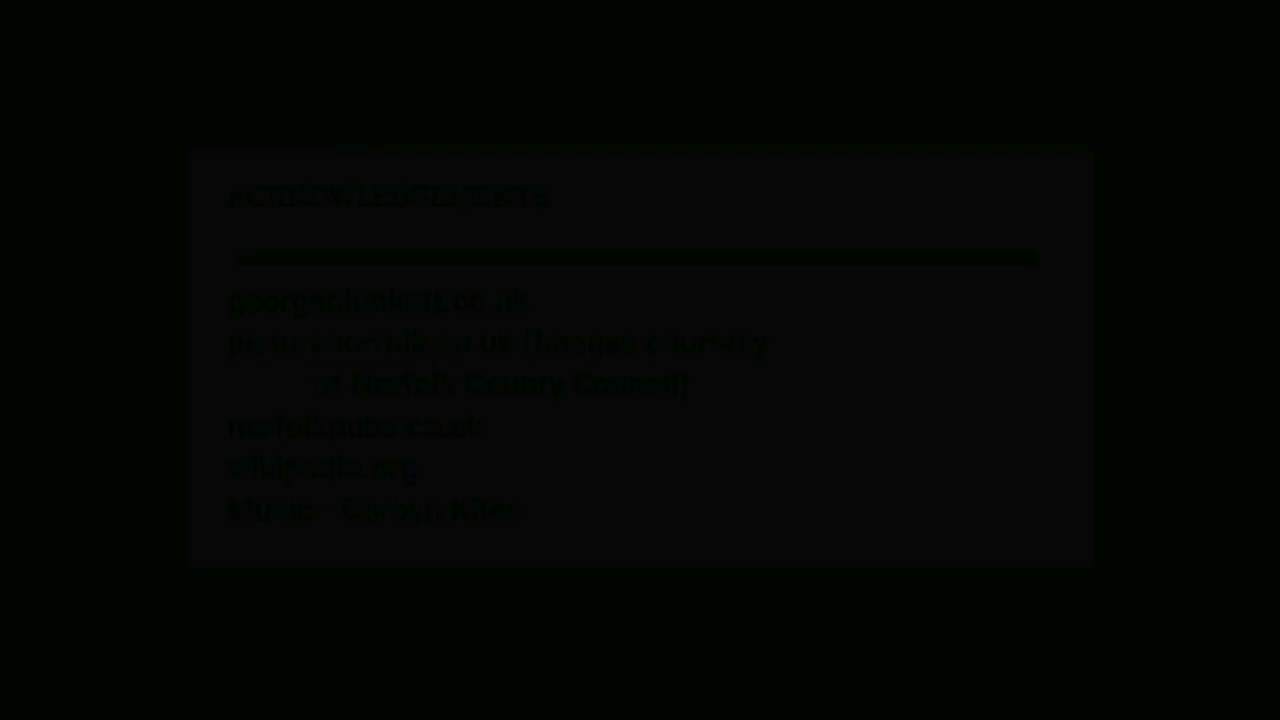 ACKNOWLEDGEMENTS
georgeplunkett.co.uk
picturenorfolk.co.uk (Images courtesy
of Norfolk County Council)
norfolkpubs.co.uk
wikipedia.org
Music - Corbyn Kites